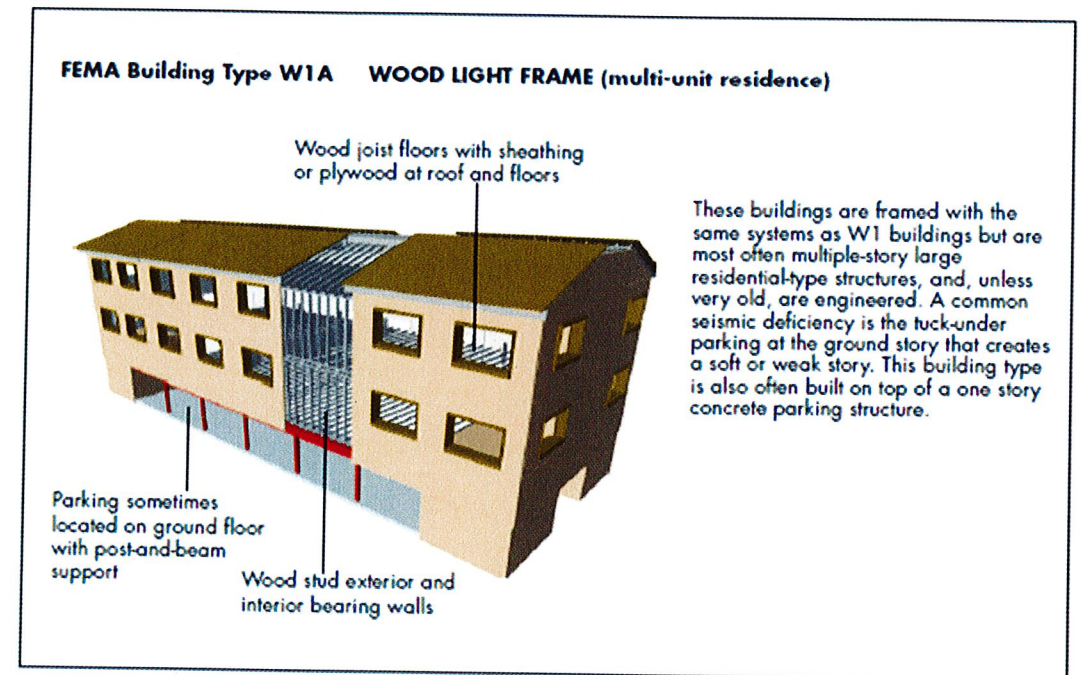 FEMA Building Type W1A WOOD LIGHT FRAME (multi-unit residence)
Wood joist floors with sheathing
or plywood at roof and floors
These buildings are framed with the
same systems as W1 buildings but are
most often multiple-story large
residential-type structures, and, unless
very old, are engineered. A common
seismic deficiency is the tuck-under
parking at the ground story that creates
a soft or weak story. This building type
is also often built on top of a one story
concrete parking structure.
Parking sometimes
located on ground floor
with post-and-beam
support
Wood stud exterior and
interior bearing walls